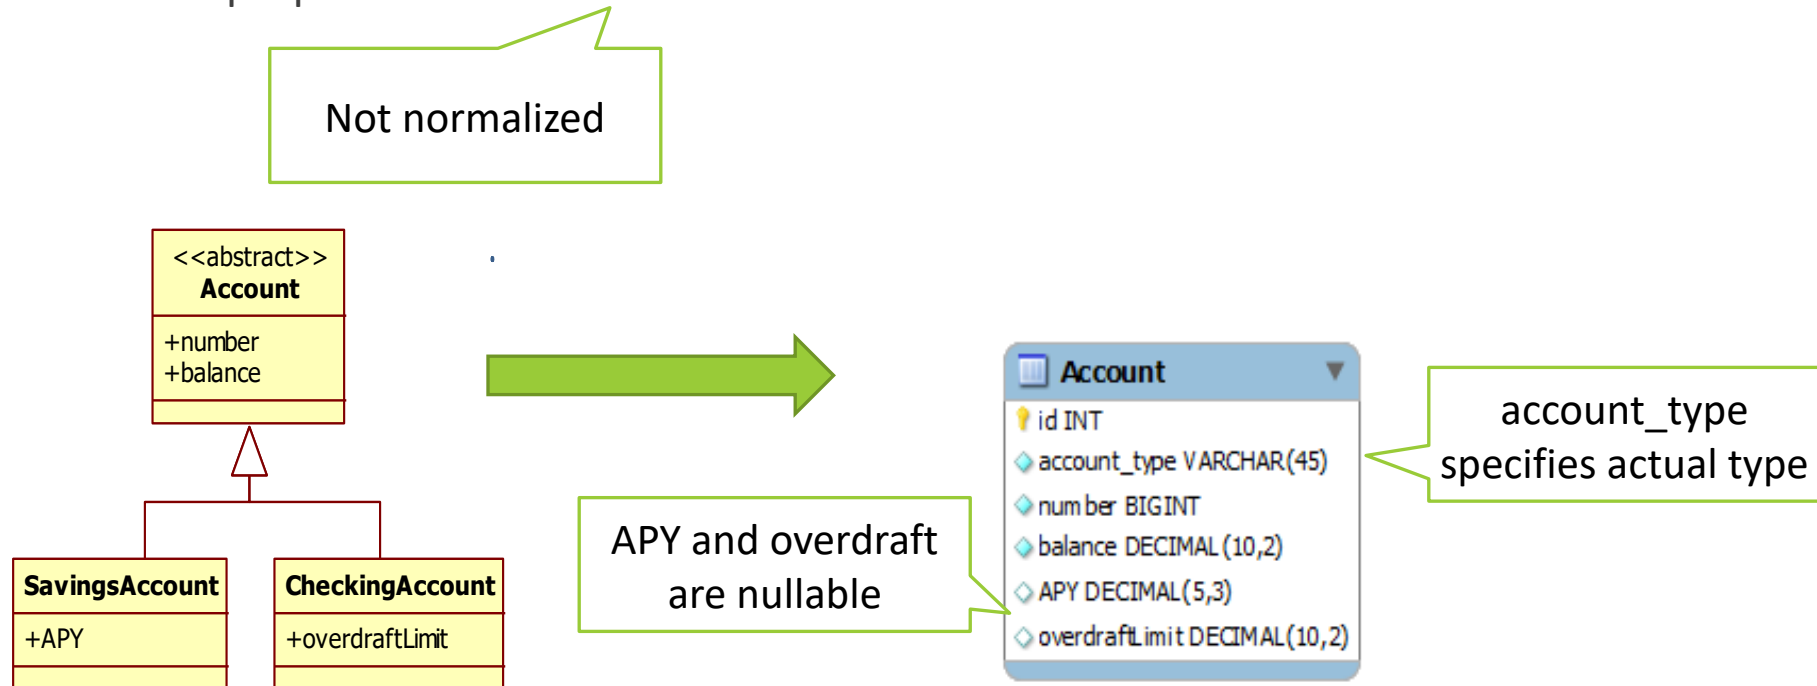 Not normalized
<<abstract>>
Account
+number
+balance
SavingsAccount
+APY
CheckingAccount
+overdraftLimit
APY and overdraft
are nullable
Account
id INT
account_type VARCHAR(45)
number BIGINT
balance DECIMAL(10,2)
APY DECIMAL(5,3)
overdraftLimit DECIMAL(10,2)
account_type
specifies actual type